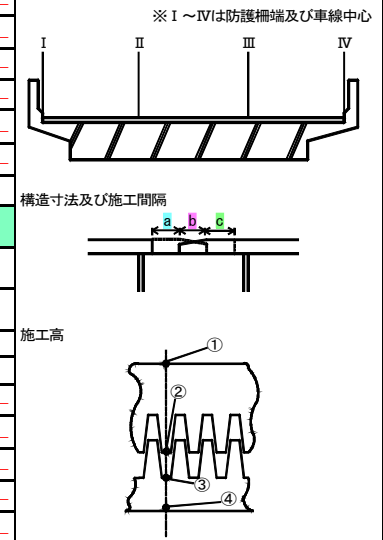 ※Ⅰ～Ⅳは防護柵端及び車線中心
Ⅰ Ⅱ Ⅲ Ⅳ
構造寸法及び施工間隔
a b c
施工高
①
②
③
④